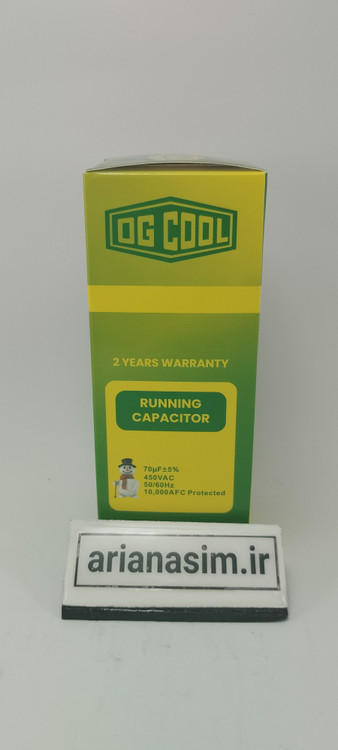 OG COOL
2 YEARS WARRANTY
RUNNING
CAPACITOR
70µF±5%
450VAC
50/60Hz
10,000AFC Protected
arianasim.ir